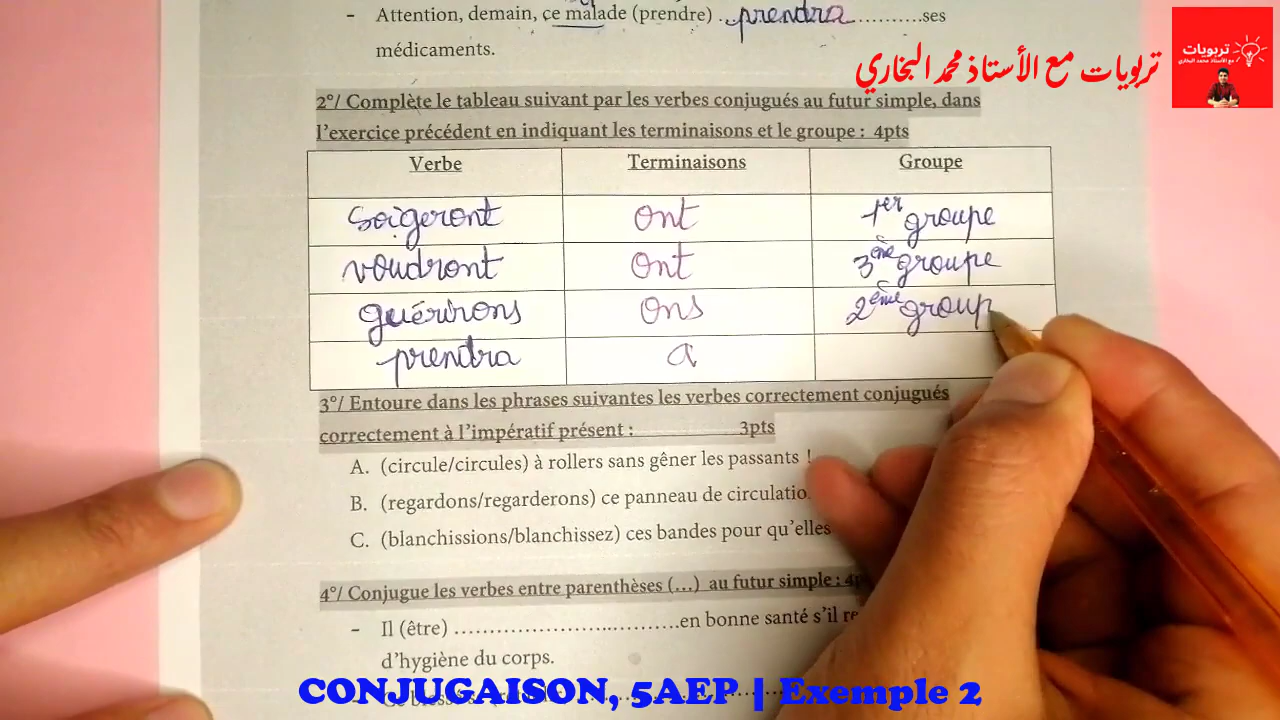 - Attention, demain, ce malade (prendre) ..prendra..........ses
médicaments.
تربويات مع الأستاذ محمد البخاري
تربويات
مع الأستاذ محمد البخاري
2°/ Complète le tableau suivant par les verbes conjugués au futur simple, dans
l'exercice précédent en indiquant les terminaisons et le groupe : 4pts
Verbe Terminaisons Groupe
Soigeront ont 1er groupe
voudront ont 3ème groupe
guérirons ons 2ème group
prendra a
3°/ Entoure dans les phrases suivantes les verbes correctement conjugués
correctement à l'impératif présent : 3pts
A. (circule/circules) à rollers sans gêner les passants !
B. (regardons/regarderons) ce panneau de circulatio
C. (blanchissions/blanchissez) ces bandes pour qu'elles
4°/ Conjugue les verbes entre parenthèses (…) au futur simple : 4p
- Il (être) ……………………………….en bonne santé s'il re
d'hygiène du corps.
CONJUGAISON, 5AEP | Exemple 2